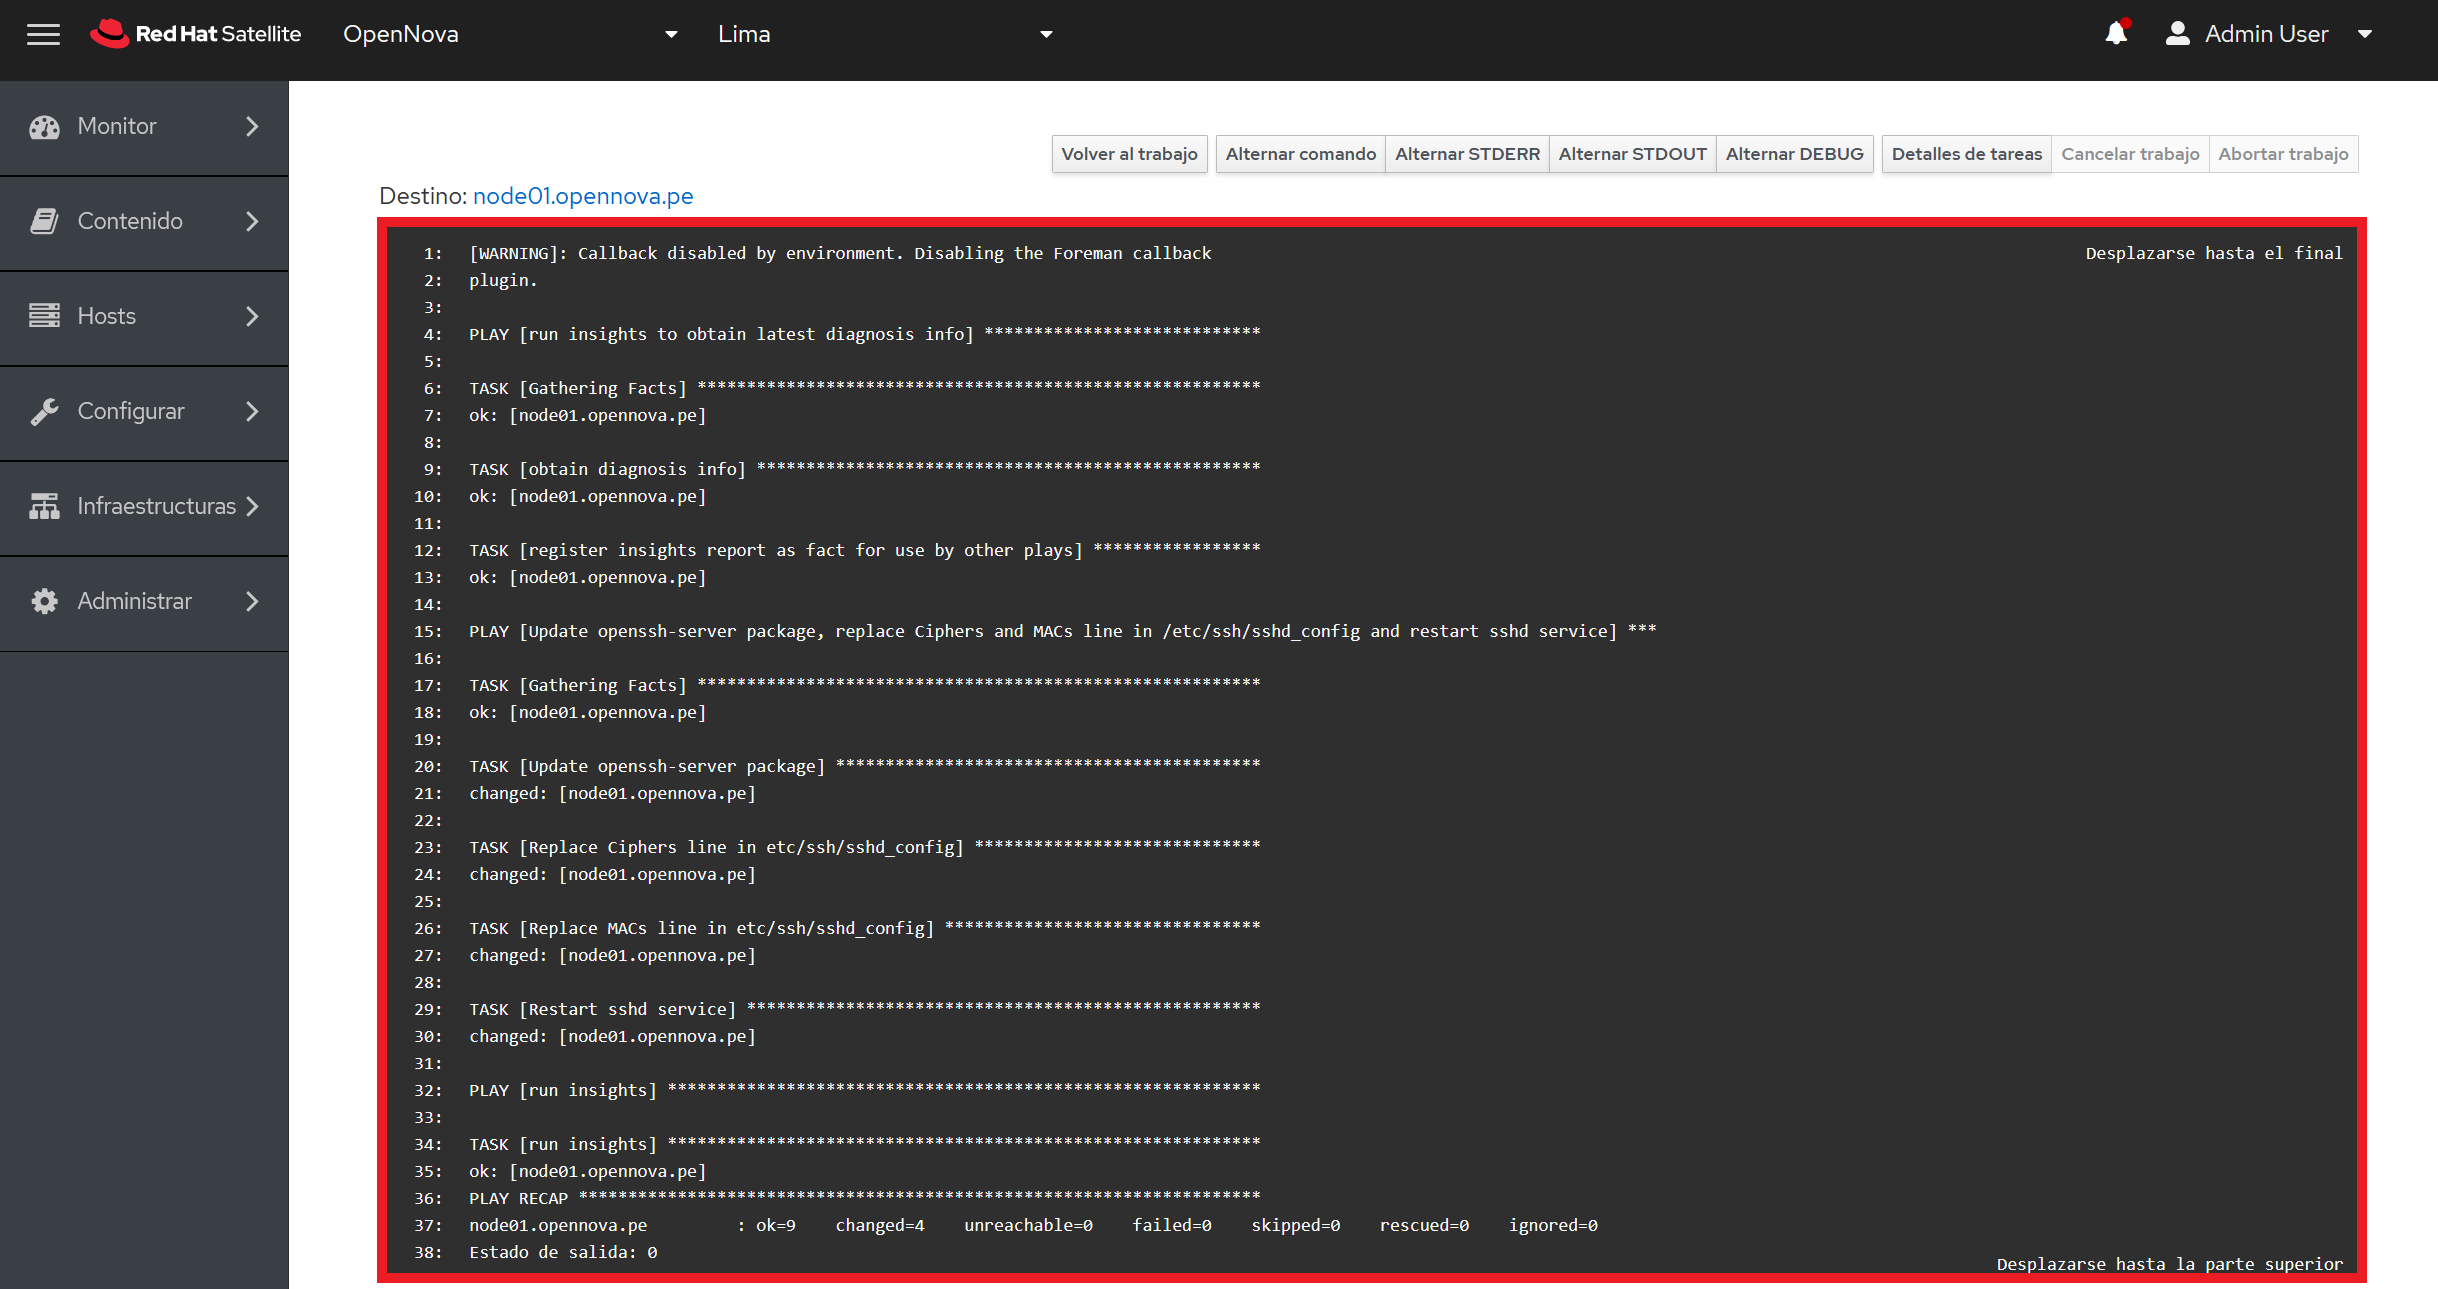 Red Hat Satellite OpenNova Lima Admin User
Monitor
Contenido
Hosts
Configurar
Infraestructuras
Administrar
Volver al trabajo Alternar comando Alternar STDERR Alternar STDOUT Alternar DEBUG Detalles de tareas Cancelar trabajo Abortar trabajo
Destino: node01.opennova.pe
1: [WARNING]: Callback disabled by environment. Disabling the Foreman callback Desplazarse hasta el final
2: plugin.
3:
4: PLAY [run insights to obtain latest diagnosis info] ****************************
5:
6: TASK [Gathering Facts] *********************************************************
7: ok: [node01.opennova.pe]
8:
9: TASK [obtain diagnosis info] ***************************************************
10: ok: [node01.opennova.pe]
11:
12: TASK [register insights report as fact for use by other plays] *****************
13: ok: [node01.opennova.pe]
14:
15: PLAY [Update openssh-server package, replace Ciphers and MACs line in /etc/ssh/sshd_config and restart sshd service] ***
16:
17: TASK [Gathering Facts] *********************************************************
18: ok: [node01.opennova.pe]
19:
20: TASK [Update openssh-server package] *******************************************
21: changed: [node01.opennova.pe]
22:
23: TASK [Replace Ciphers line in etc/ssh/sshd_config] *****************************
24: changed: [node01.opennova.pe]
25:
26: TASK [Replace MACs line in etc/ssh/sshd_config] ********************************
27: changed: [node01.opennova.pe]
28:
29: TASK [Restart sshd service] ****************************************************
30: changed: [node01.opennova.pe]
31:
32: PLAY [run insights] ************************************************************
33:
34: TASK [run insights] ************************************************************
35: ok: [node01.opennova.pe]
36: PLAY RECAP *********************************************************************
37: node01.opennova.pe : ok=9 changed=4 unreachable=0 failed=0 skipped=0 rescued=0 ignored=0
38: Estado de salida: 0
Desplazarse hasta la parte superior